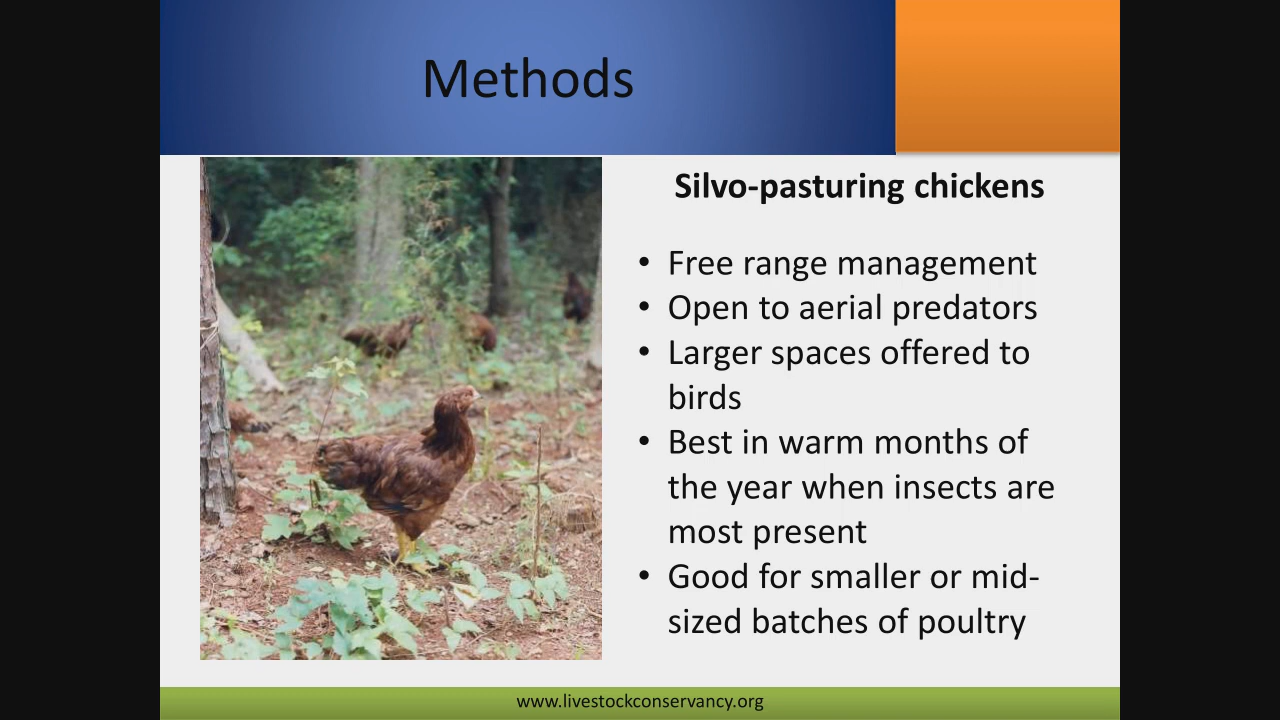 Methods
Silvo-pasturing chickens
• Free range management
• Open to aerial predators
• Larger spaces offered to
birds
• Best in warm months of
the year when insects are
most present
• Good for smaller or mid-
sized batches of poultry
www.livestockconservancy.org